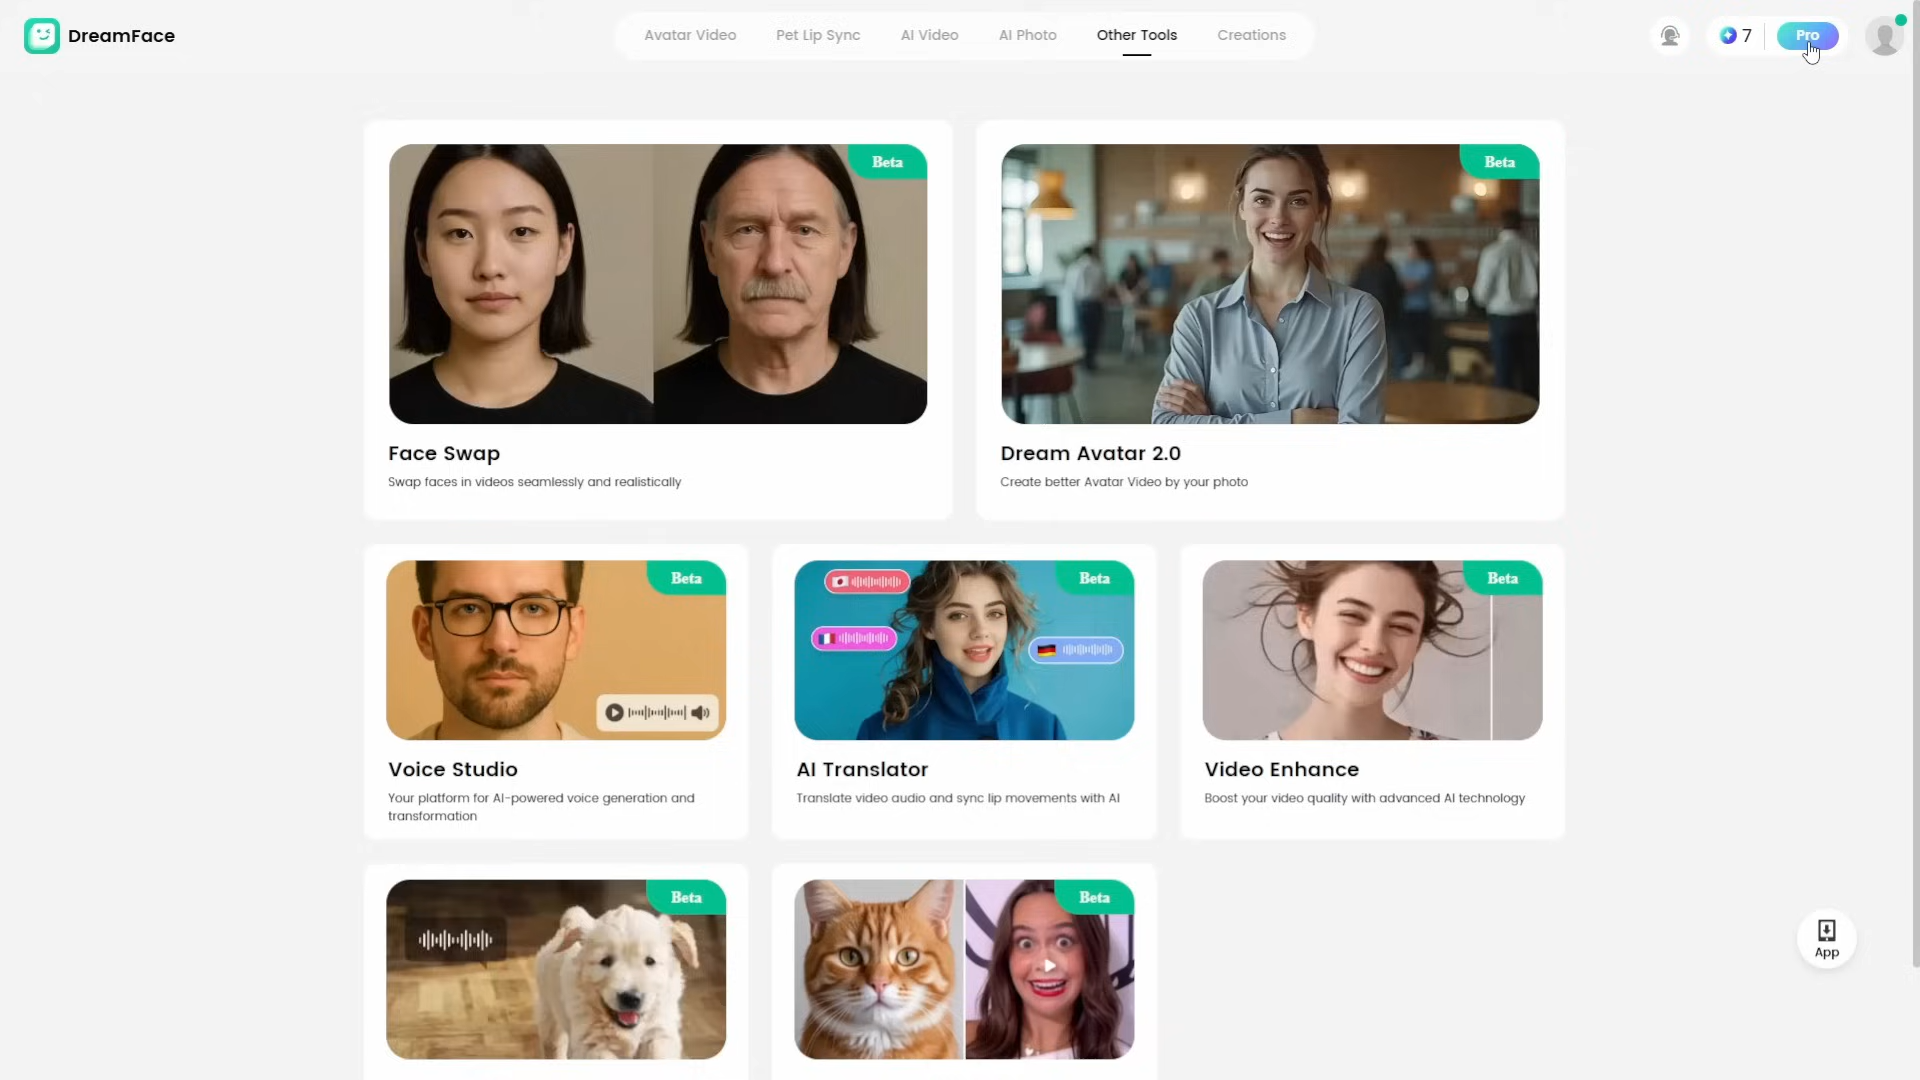 DreamFace
Avatar Video
Pet Lip Sync
AI Video
AI Photo
Other Tools
Creations
7
Pro
Beta
Beta
Face Swap
Swap faces in videos seamlessly and realistically
Dream Avatar 2.0
Create better Avatar Video by your photo
Beta
Beta
Beta
Voice Studio
Your platform for AI-powered voice generation and
transformation
AI Translator
Translate video audio and sync lip movements with AI
Video Enhance
Boost your video quality with advanced AI technology
Beta
Beta
App